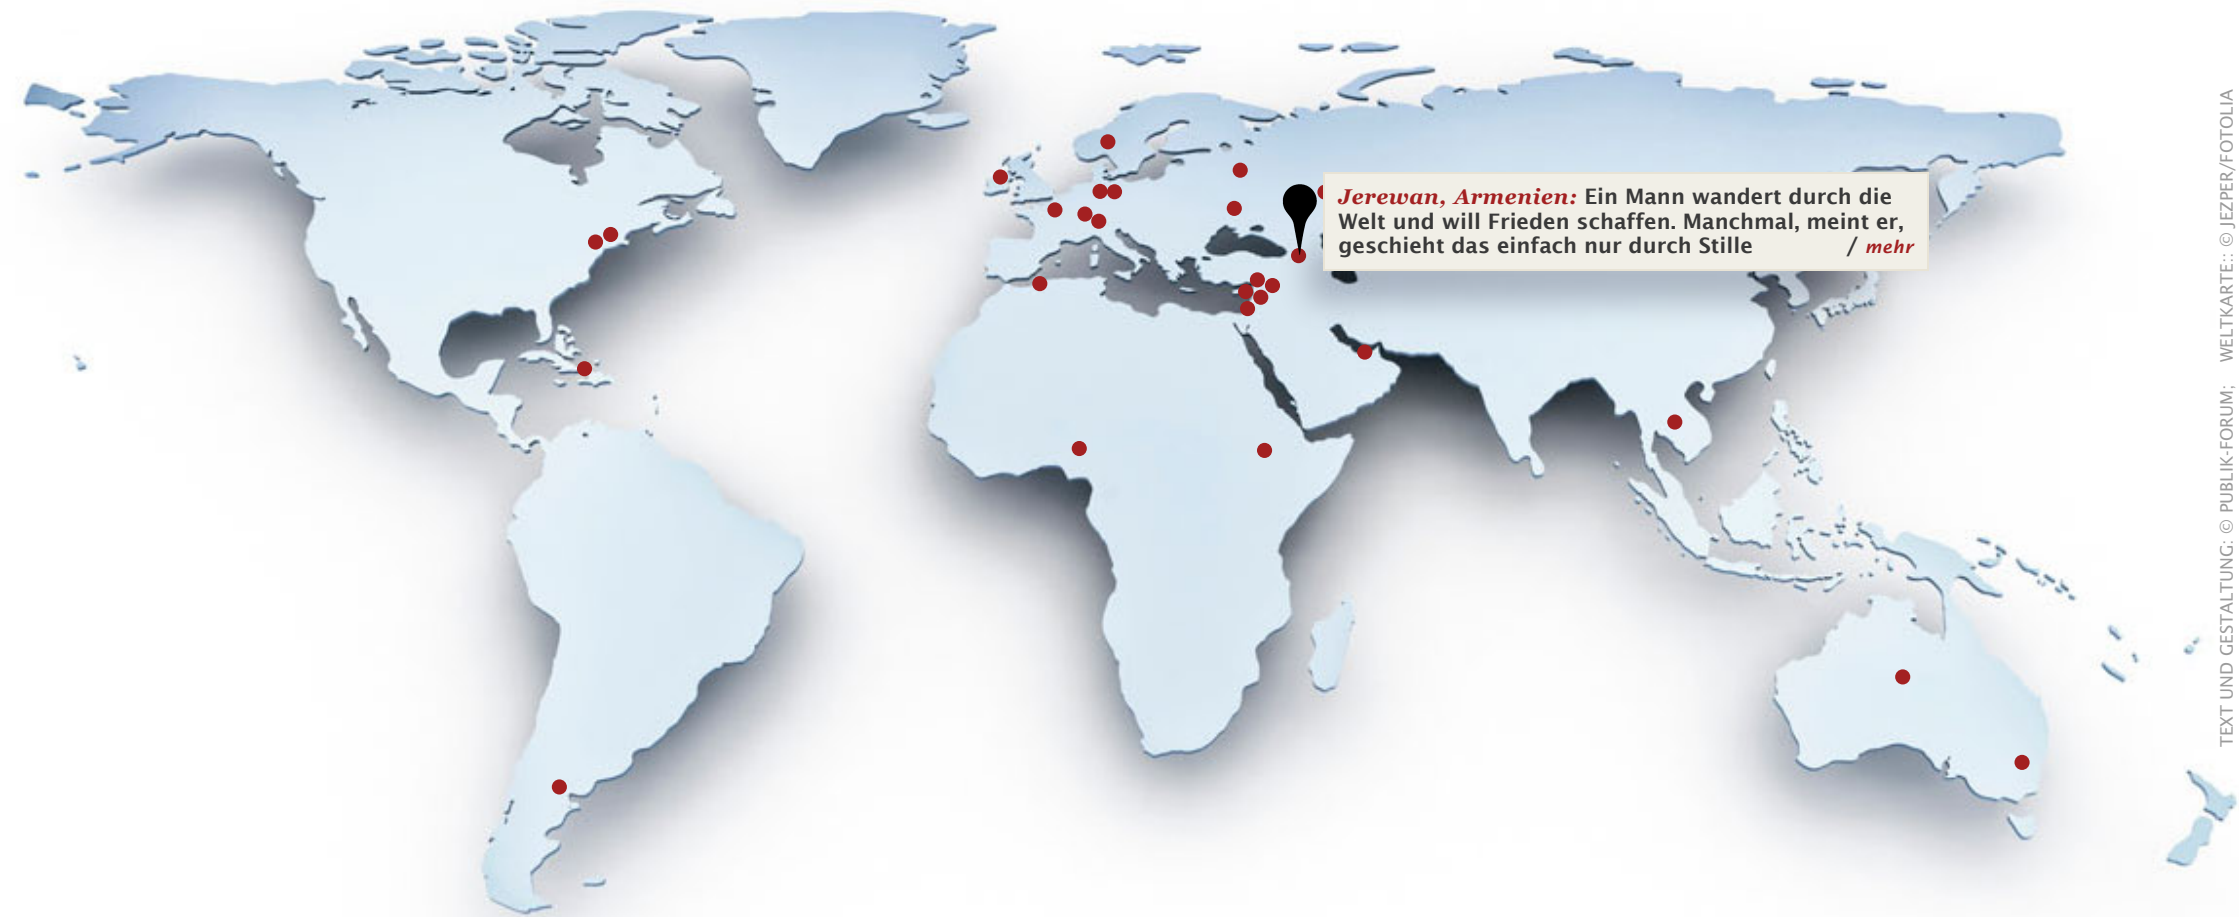 Jerewan, Armenien: Ein Mann wandert durch die
Welt und will Frieden schaffen. Manchmal, meint er,
geschieht das einfach nur durch Stille / mehr
TEXT UND GESTALTUNG: © PUBLIK-FORUM; WELTKARTE:: © JEZPER/FOTOLIA